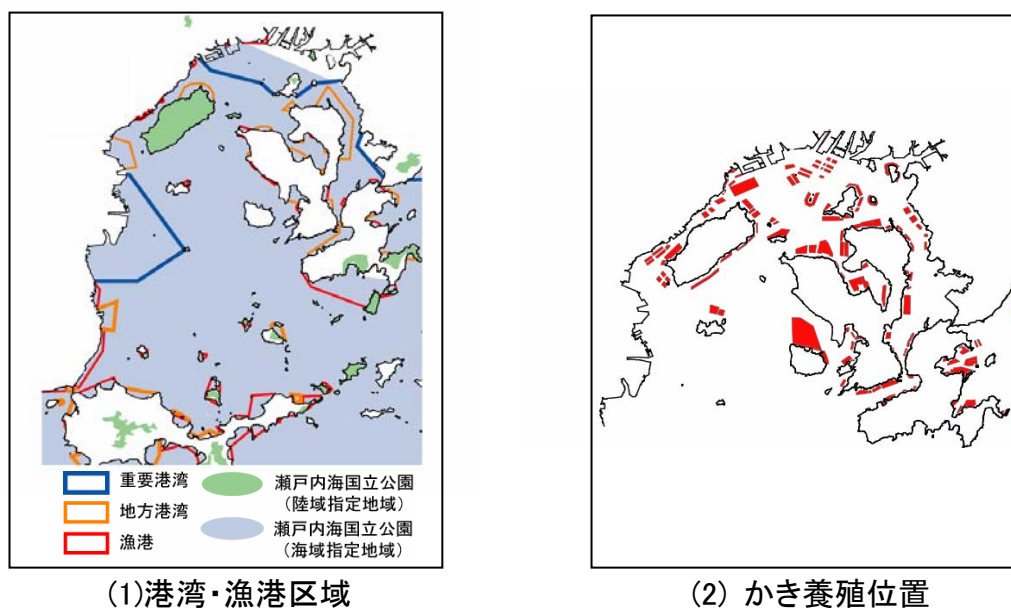 重要港湾
地方港湾
漁港
瀬戸内海国立公園
（陸域指定地域）
瀬戸内海国立公園
（海域指定地域）
(1)港湾・漁港区域
(2) かき養殖位置